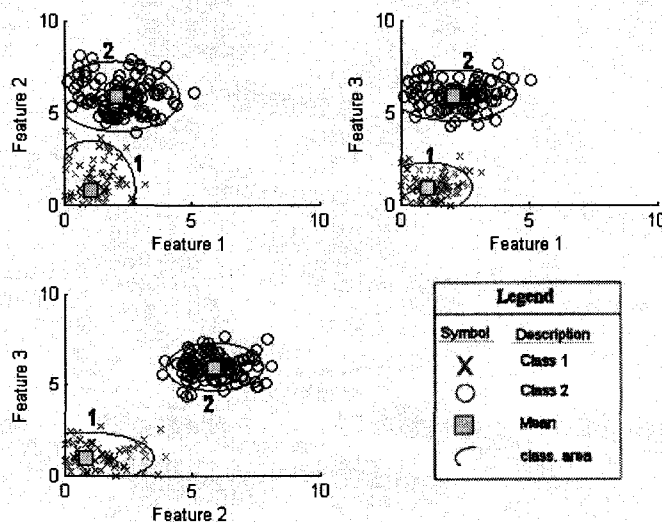 10
Feature 2
5
0
2
1
0
5
10
Feature 1
10
Feature 3
5
0
2
1
0
5
10
Feature 1
10
Feature 3
5
0
1
2
0
5
10
Feature 2
Legend
Symbol Description
Class 1
Class 2
Mean
class. area